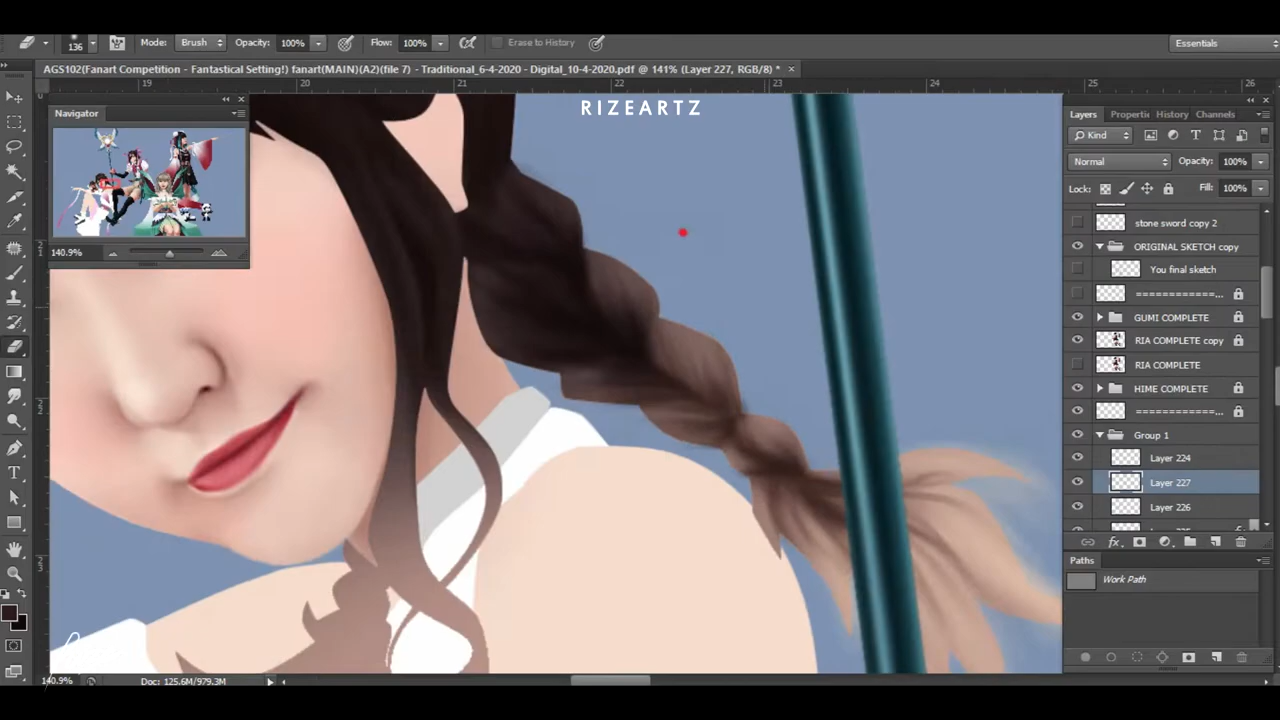 136 Mode: Brush Opacity: 100% Flow: 100% Erase to History Essentials
AGS102(Fanart Competition - Fantastical Setting!) fanart(MAIN)(A2)(file 7) - Traditional_6-4-2020 - Digital_10-4-2020.pdf @ 141% (Layer 227, RGB/8) * ×
19 20 21 22 23 24 25 26
RIZEARTZ
Navigator
140.9%
Layers Properti History Channels
Kind
Normal Opacity: 100%
Lock: Fill: 100%
stone sword copy 2
ORIGINAL SKETCH copy
You final sketch
============...
GUMI COMPLETE
RIA COMPLETE copy
RIA COMPLETE
HIME COMPLETE
============...
Group 1
Layer 224
Layer 227
Layer 226
Paths
Work Path
140.9% Doc: 125.6M/979.3M